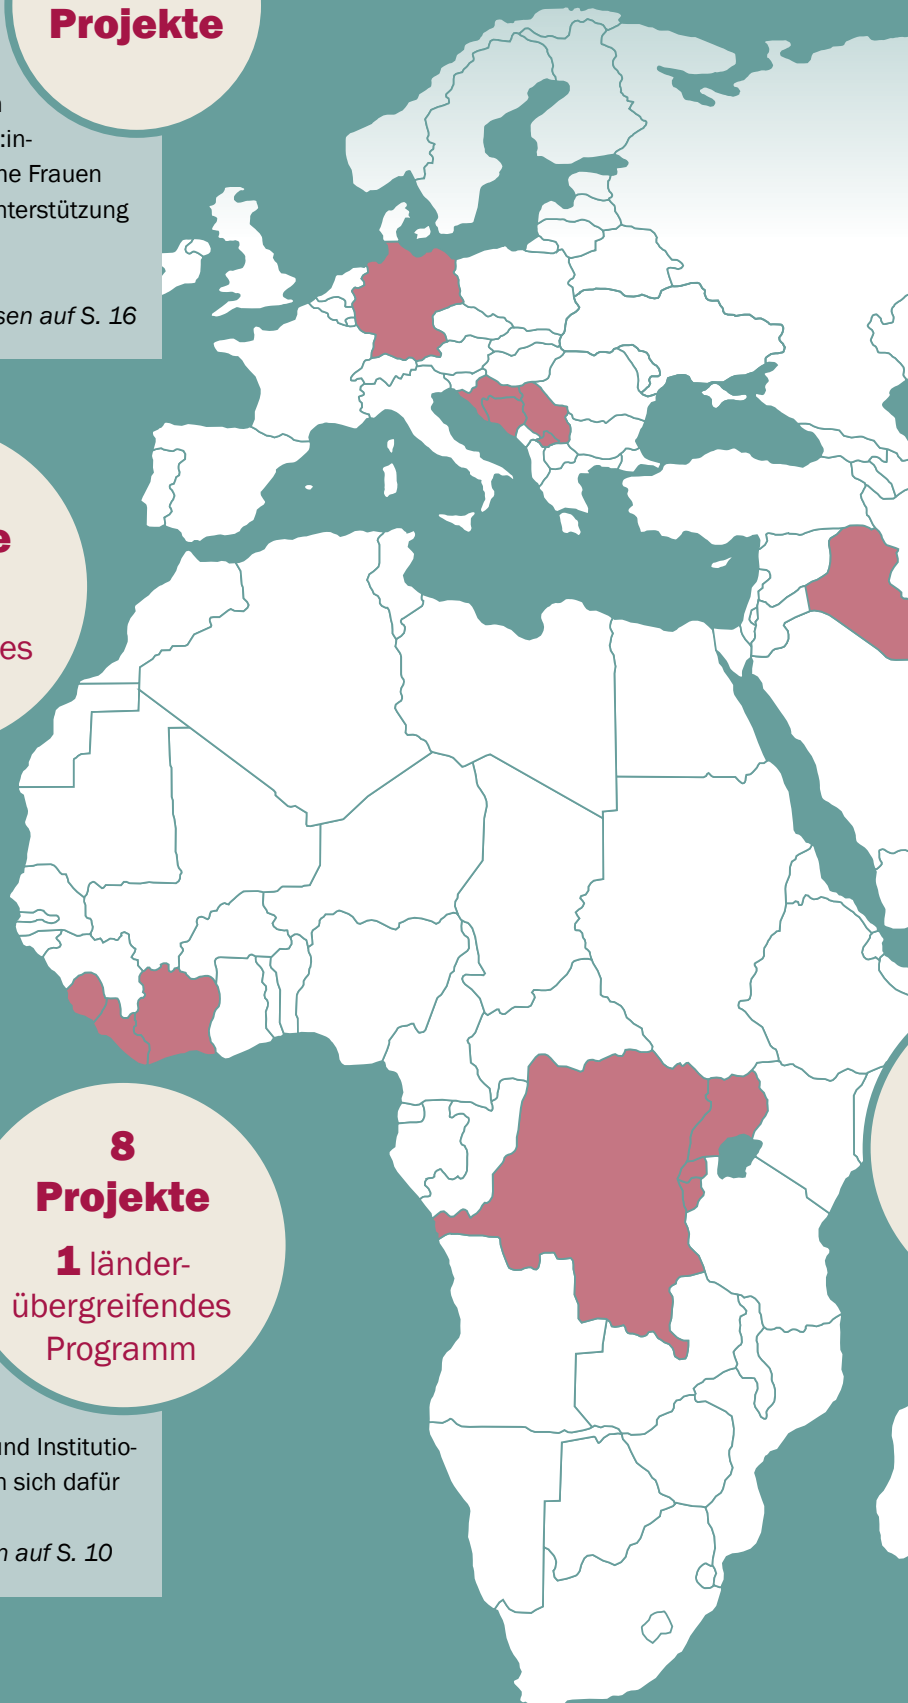 Projekte
:in-
ne Frauen
nterstützung
sen auf S. 16
e
es
8
Projekte
1 länder-
übergreifendes
Programm
und Institutio-
n sich dafür
n auf S. 10